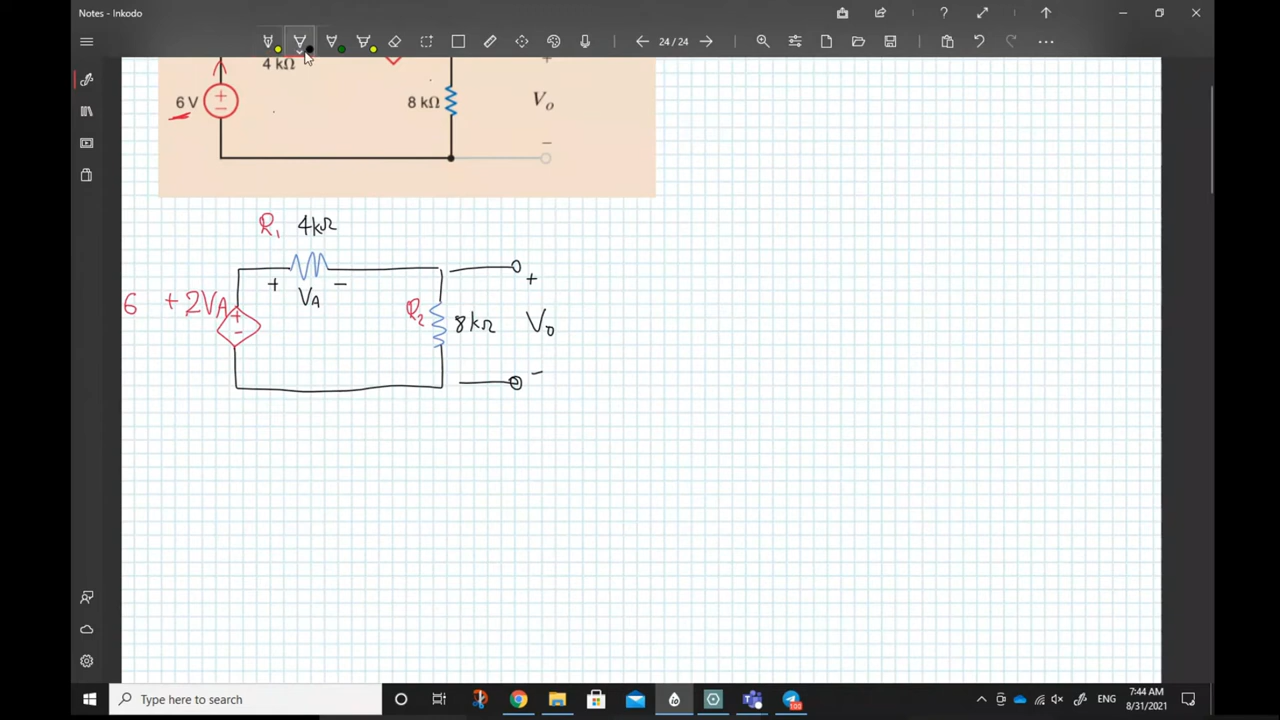 Notes - Inkodo
24/24
4 kΩ
+
6 V
+
−
8 kΩ
Vo
−
R1 4kΩ
+ VA −
+
6 + 2VA
+
−
R2
8kΩ
Vo
−
Type here to search
100
ENG
7:44 AM
8/31/2021